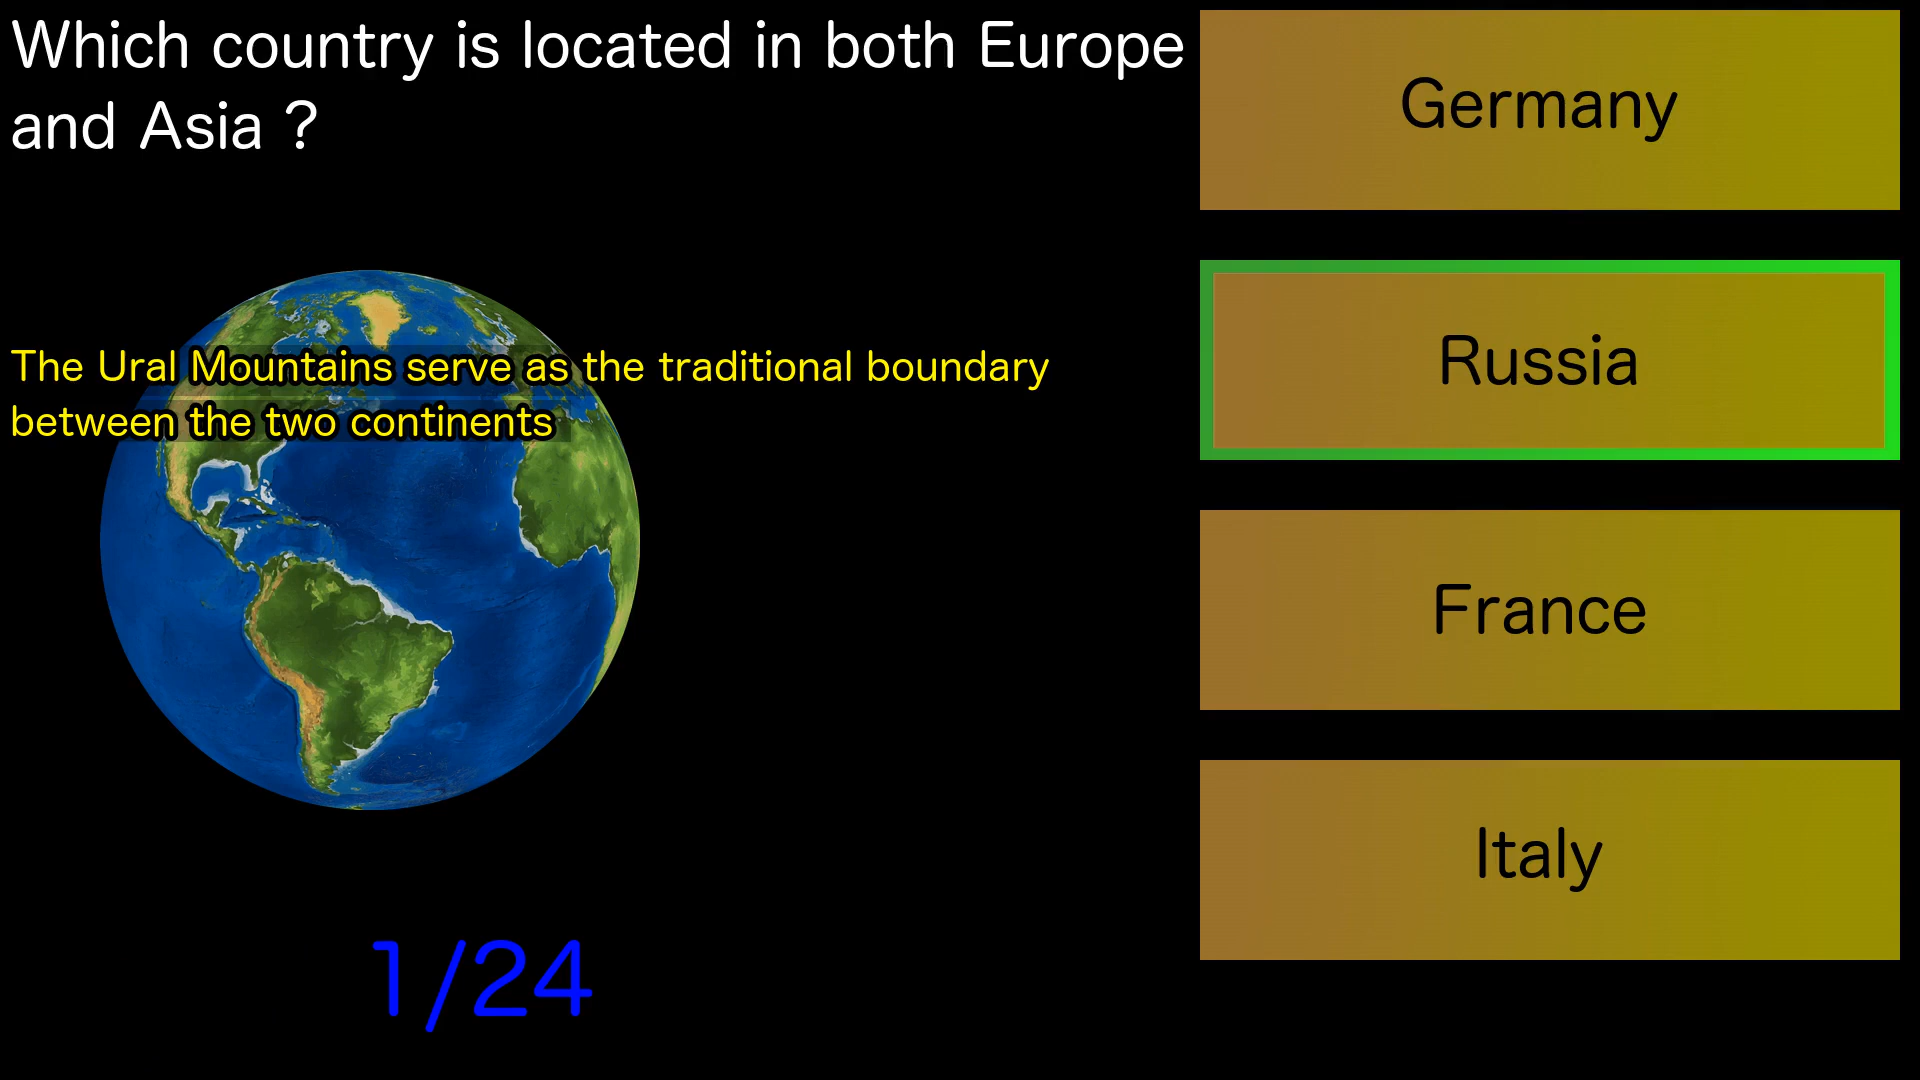 Which country is located in both Europe
and Asia ?
The Ural Mountains serve as the traditional boundary
between the two continents
1/24
Germany
Russia
France
Italy